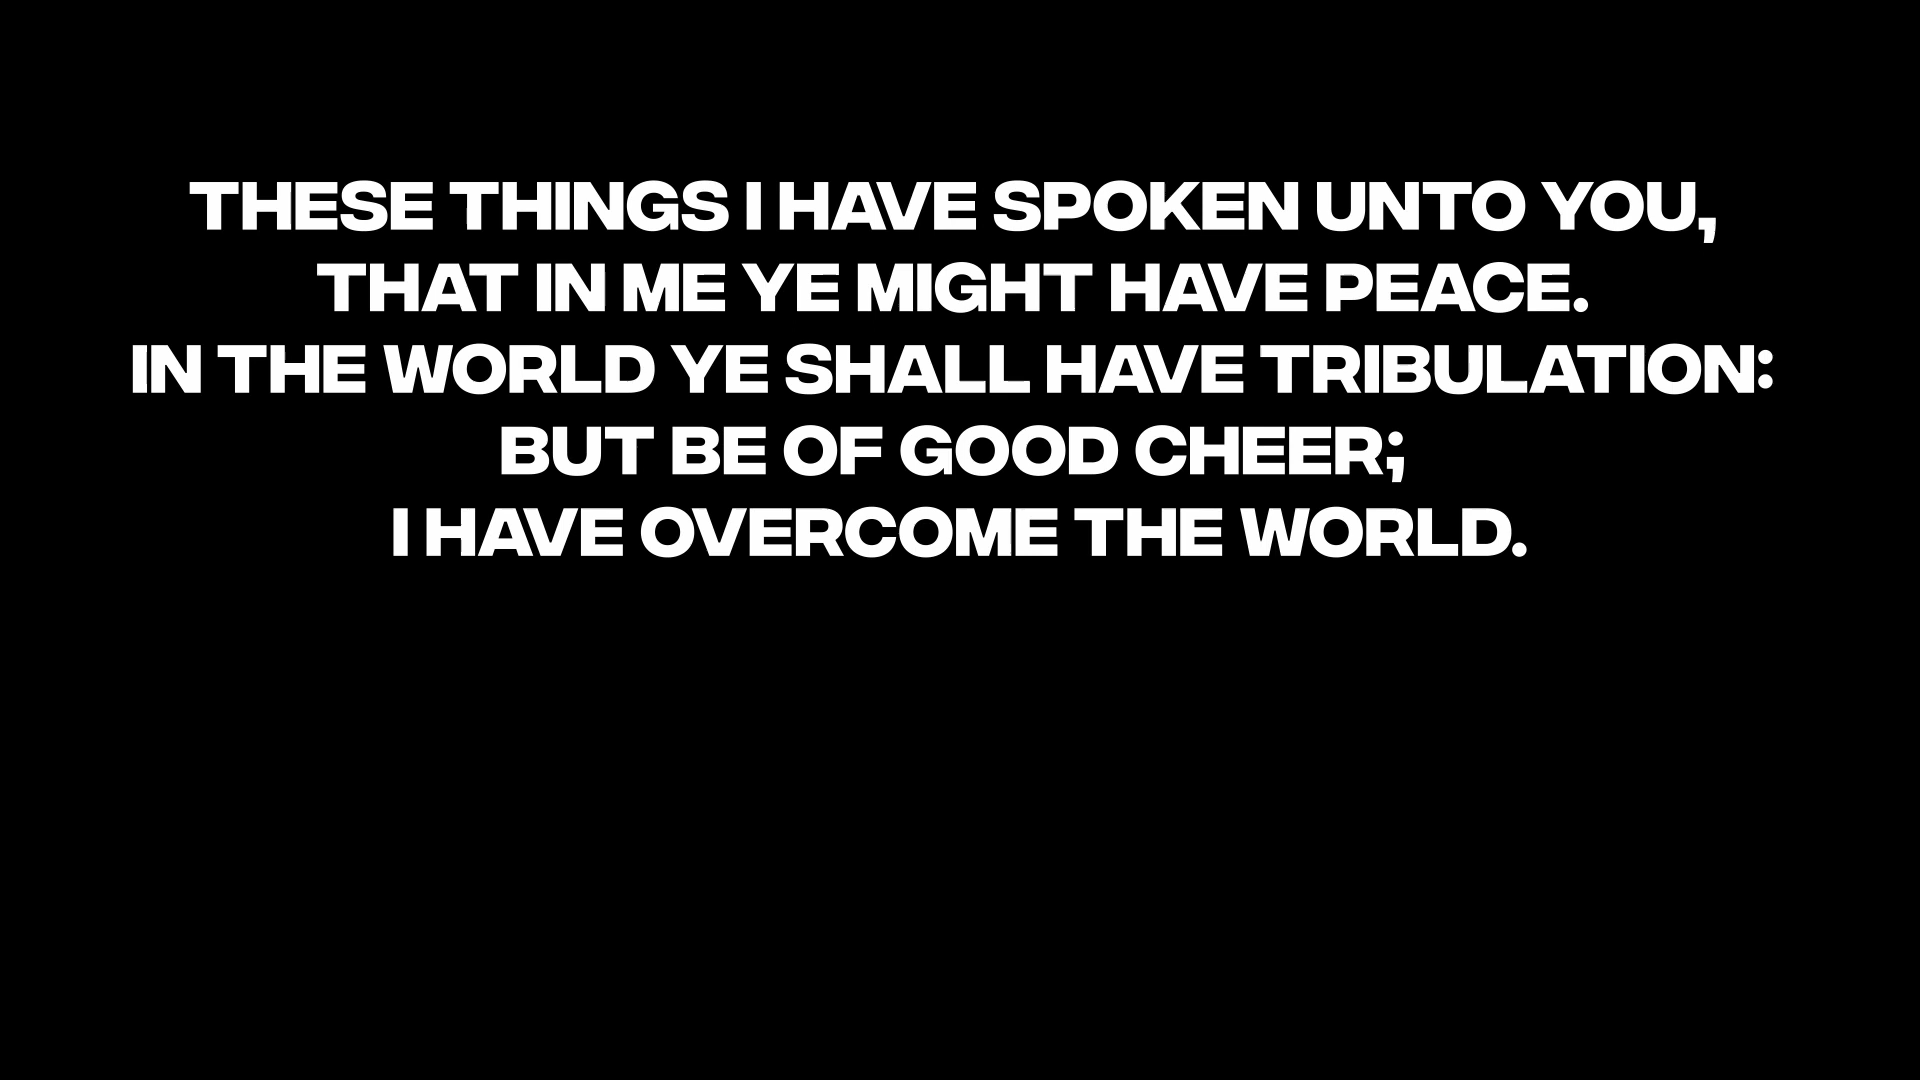 THESE THINGS I HAVE SPOKEN UNTO YOU,
THAT IN ME YE MIGHT HAVE PEACE.
IN THE WORLD YE SHALL HAVE TRIBULATION:
BUT BE OF GOOD CHEER;
I HAVE OVERCOME THE WORLD.